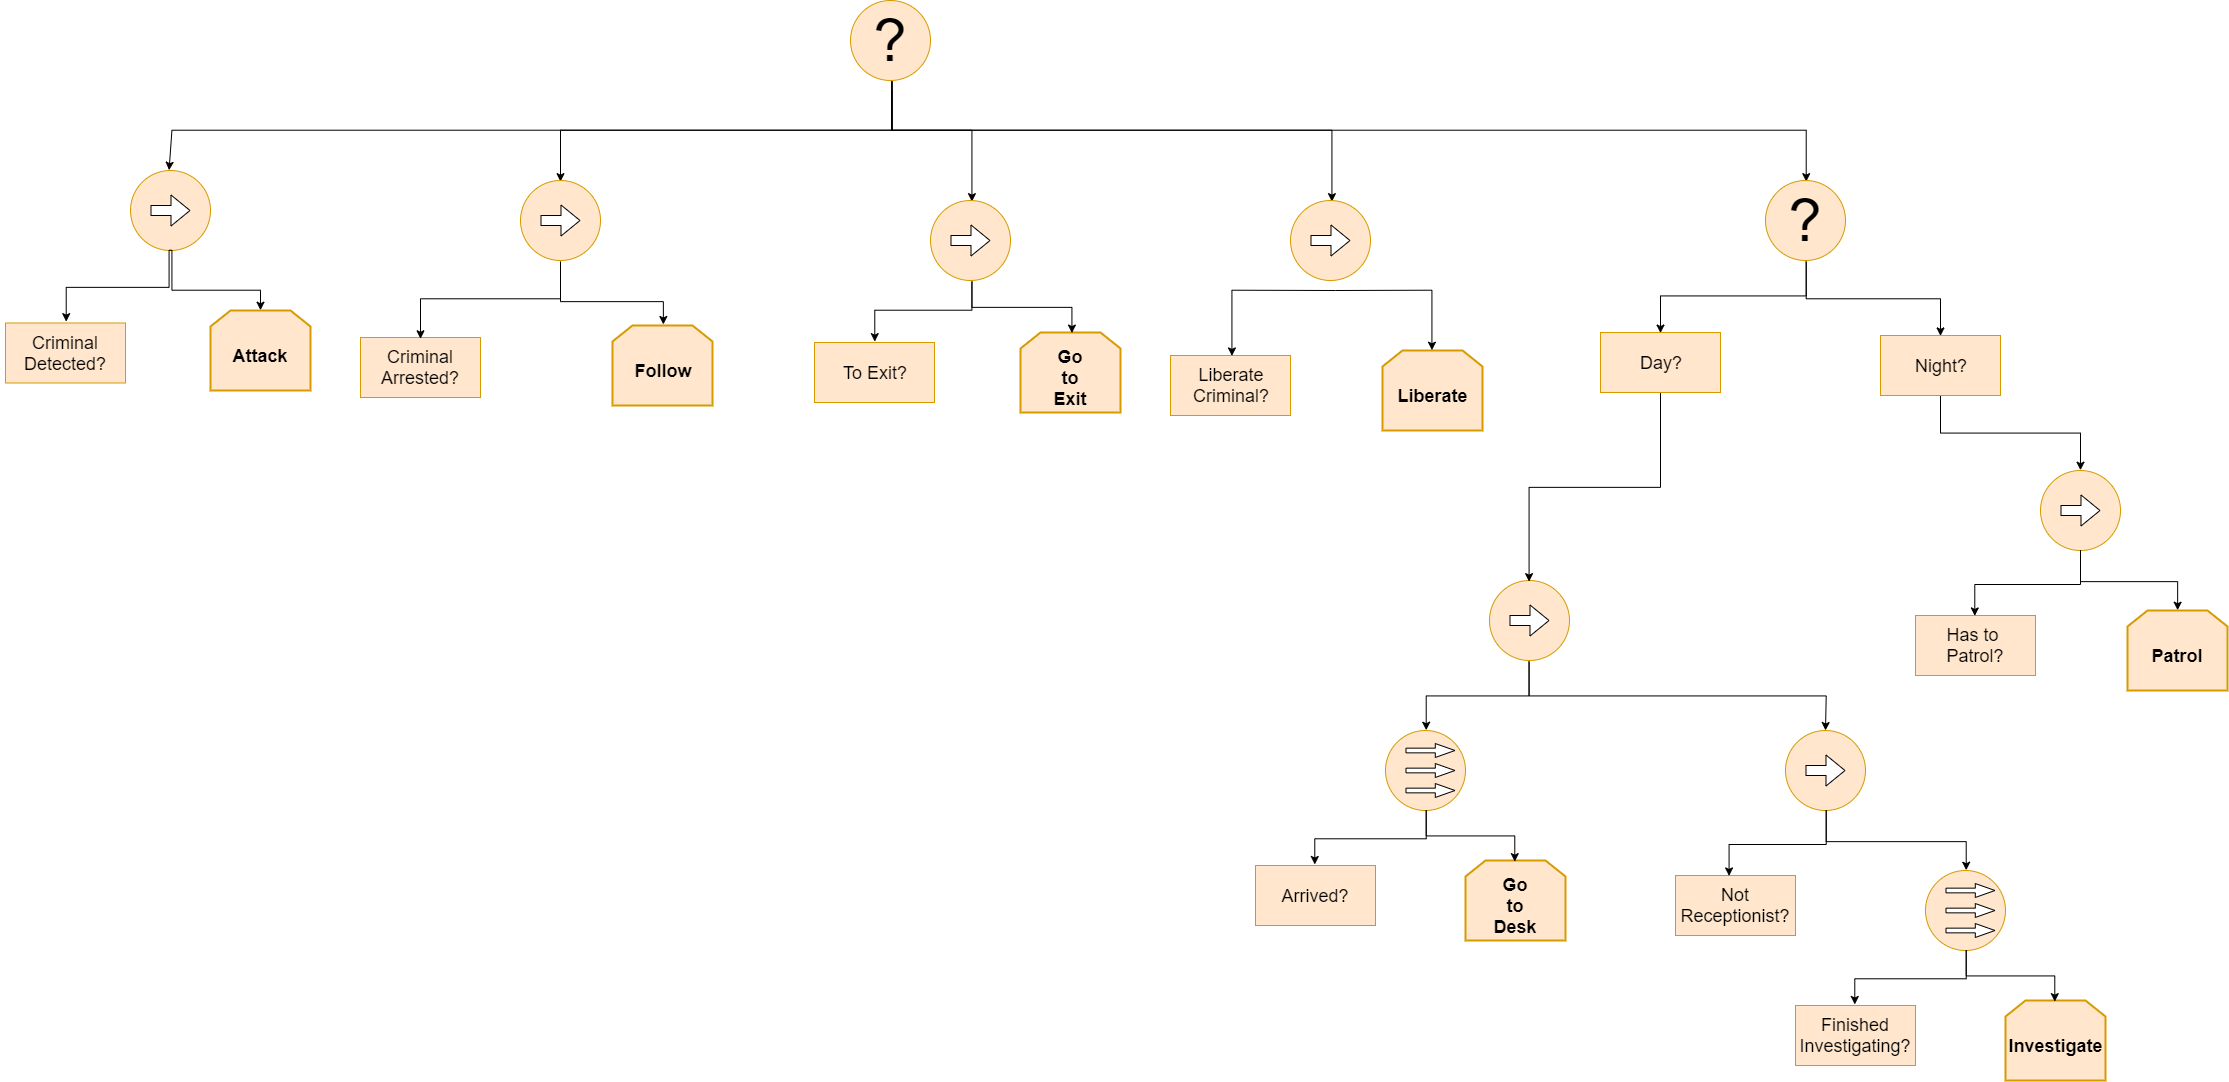 ?
?
Criminal
Detected?
Attack
Criminal
Arrested?
Follow
To Exit?
Go
to
Exit
Liberate
Criminal?
Liberate
Day?
Night?
Has to
Patrol?
Patrol
Arrived?
Go
to
Desk
Not
Receptionist?
Finished
Investigating?
Investigate